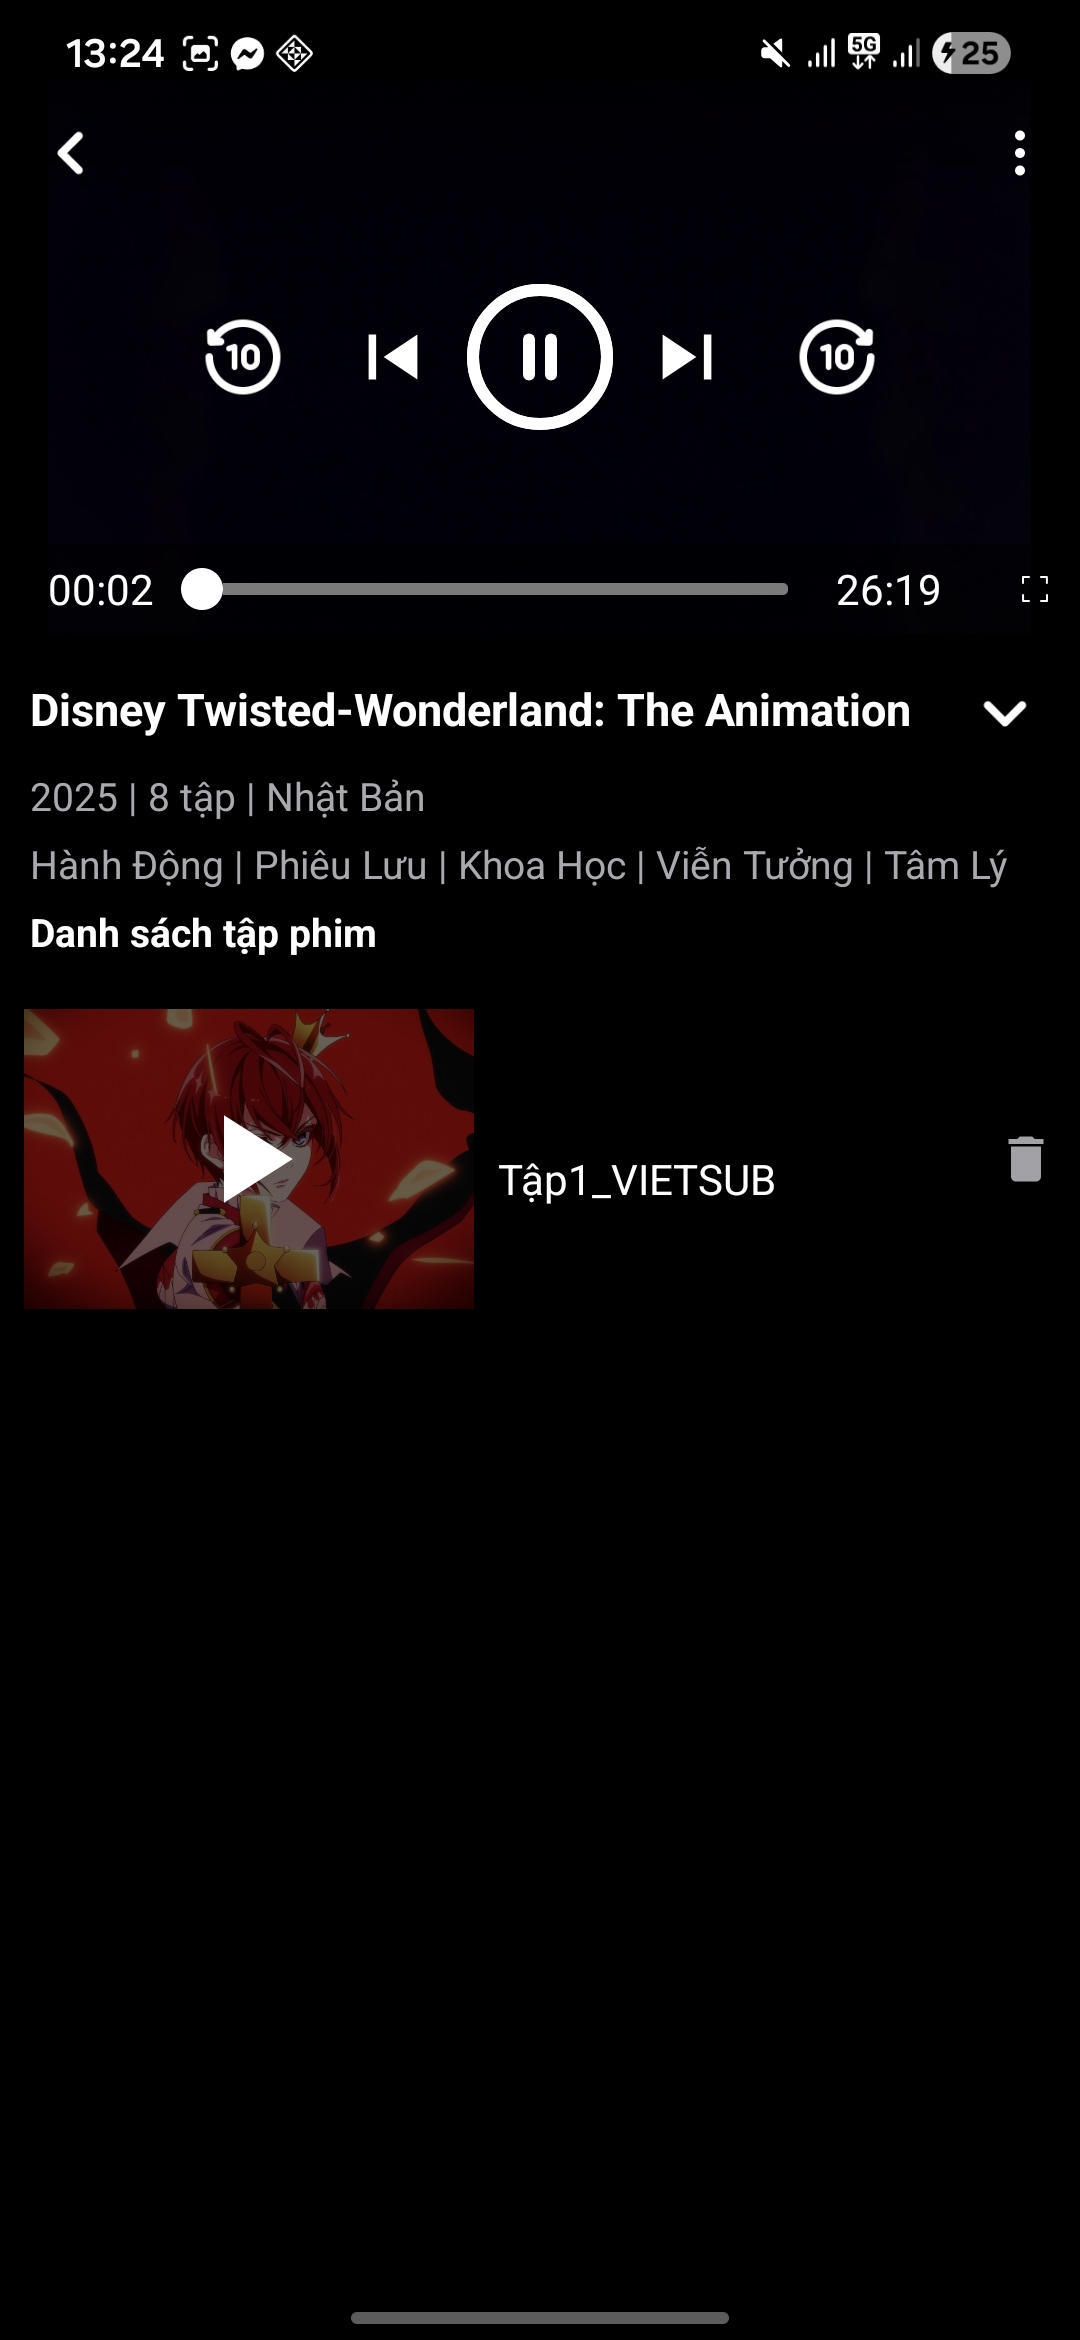 13:24
5G
25
10
10
00:02
26:19
Disney Twisted-Wonderland: The Animation
2025 | 8 tập | Nhật Bản
Hành Động | Phiêu Lưu | Khoa Học | Viễn Tưởng | Tâm Lý
Danh sách tập phim
Tập1_VIETSUB